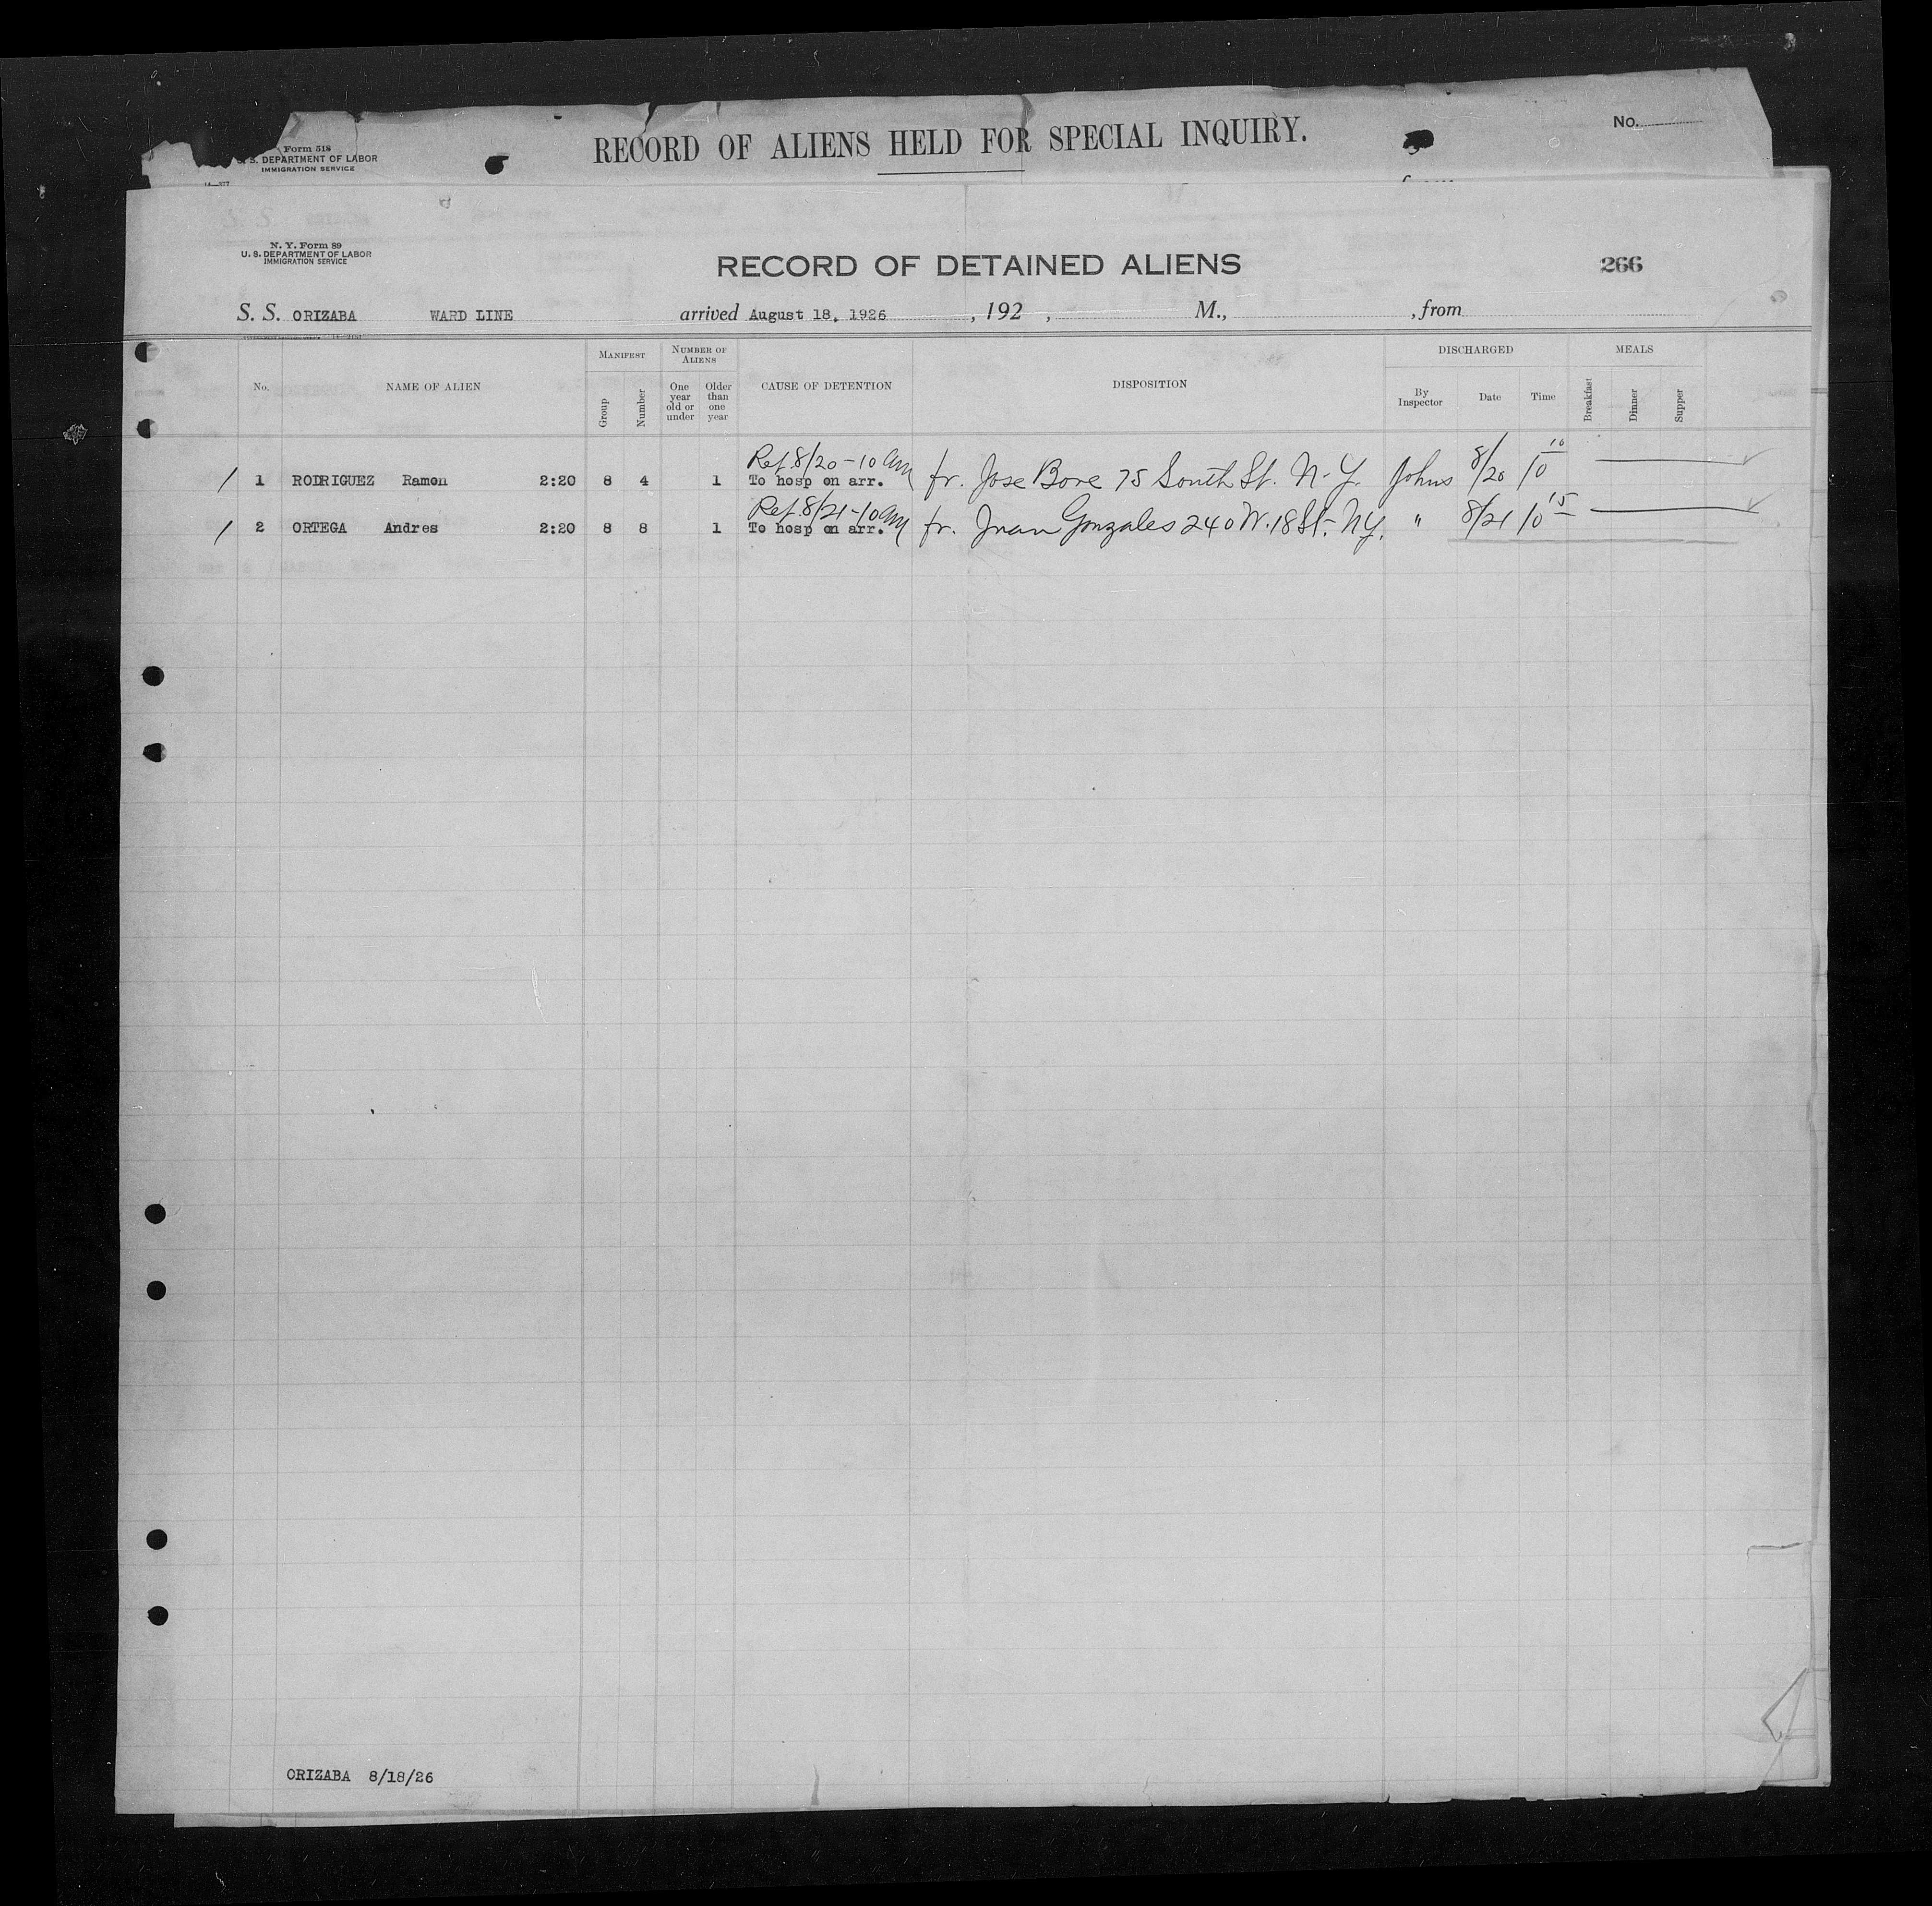 Form 518
U. S. DEPARTMENT OF LABOR
IMMIGRATION SERVICE
RECORD OF ALIENS HELD FOR SPECIAL INQUIRY.
No.
N. Y. Form 89
U. S. DEPARTMENT OF LABOR
IMMIGRATION SERVICE
RECORD OF DETAINED ALIENS
266
S. S. ORIZABA WARD LINE arrived August 18, 1926, 192 , M., , from
No. NAME OF ALIEN MANIFEST Group Number NUMBER OF ALIENS One year old or under Older than one year CAUSE OF DETENTION DISPOSITION DISCHARGED By Inspector Date Time MEALS Breakfast Dinner Supper
Ref. 8/20-10 am
/ 1 RODRIGUEZ Ramon 2:20 8 4 1 To hosp on arr. fr. Jose Bore 75 South St. N-Y. Johns 8/20 10 10
Ref. 8/21-10 am
/ 2 ORTEGA Andres 2:20 8 8 1 To hosp on arr. fr. Juan Gonzales 240 W. 18 St. N.Y. " 8/21 10 15
ORIZABA 8/18/26